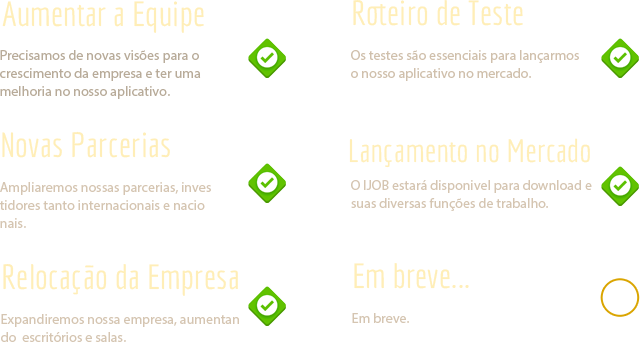 Aumentar a Equipe
Precisamos de novas visões para o
crescimento da empresa e ter uma
melhoria no nosso aplicativo.
Novas Parcerias
Ampliaremos nossas parcerias, inves
tidores tanto internacionais e nacio
nais.
Relocação da Empresa
Expandiremos nossa empresa, aumentan
do escritórios e salas.
Roteiro de Teste
Os testes são essenciais para lançarmos
o nosso aplicativo no mercado.
Lançamento no Mercado
O IJOB estará disponivel para download e
suas diversas funções de trabalho.
Em breve...
Em breve.